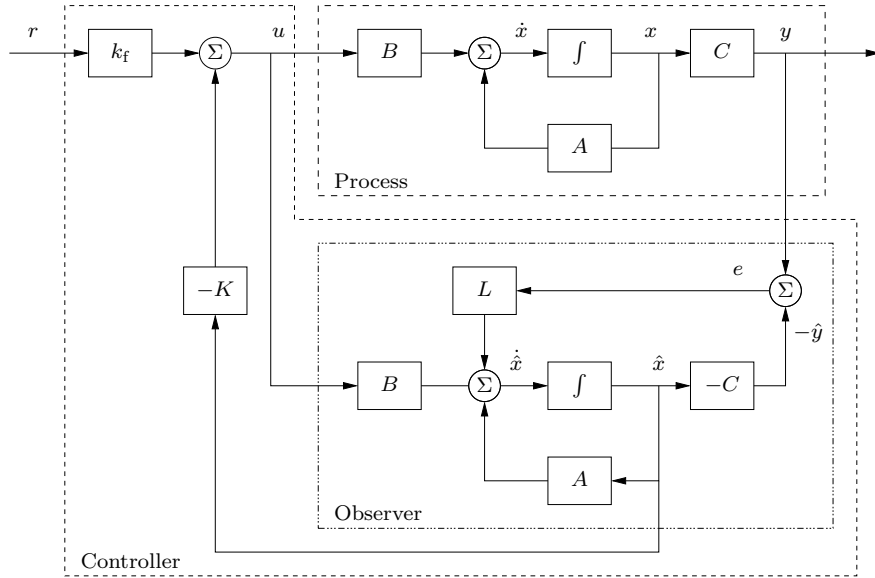 r
k_f
Σ
u
B
Σ
ẋ
∫
x
C
y
A
Process
−K
L
e
Σ
−ŷ
B
Σ
x̂̇
∫
x̂
−C
A
Observer
Controller